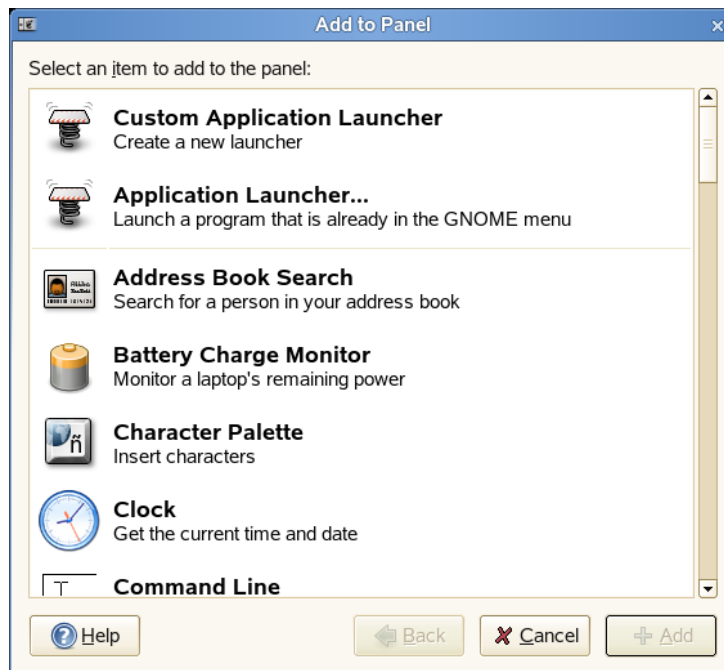 Add to Panel
Select an item to add to the panel:
Custom Application Launcher
Create a new launcher
Application Launcher...
Launch a program that is already in the GNOME menu
Address Book Search
Search for a person in your address book
Battery Charge Monitor
Monitor a laptop's remaining power
ñ
Character Palette
Insert characters
Clock
Get the current time and date
Command Line
Help
Back
Cancel
Add